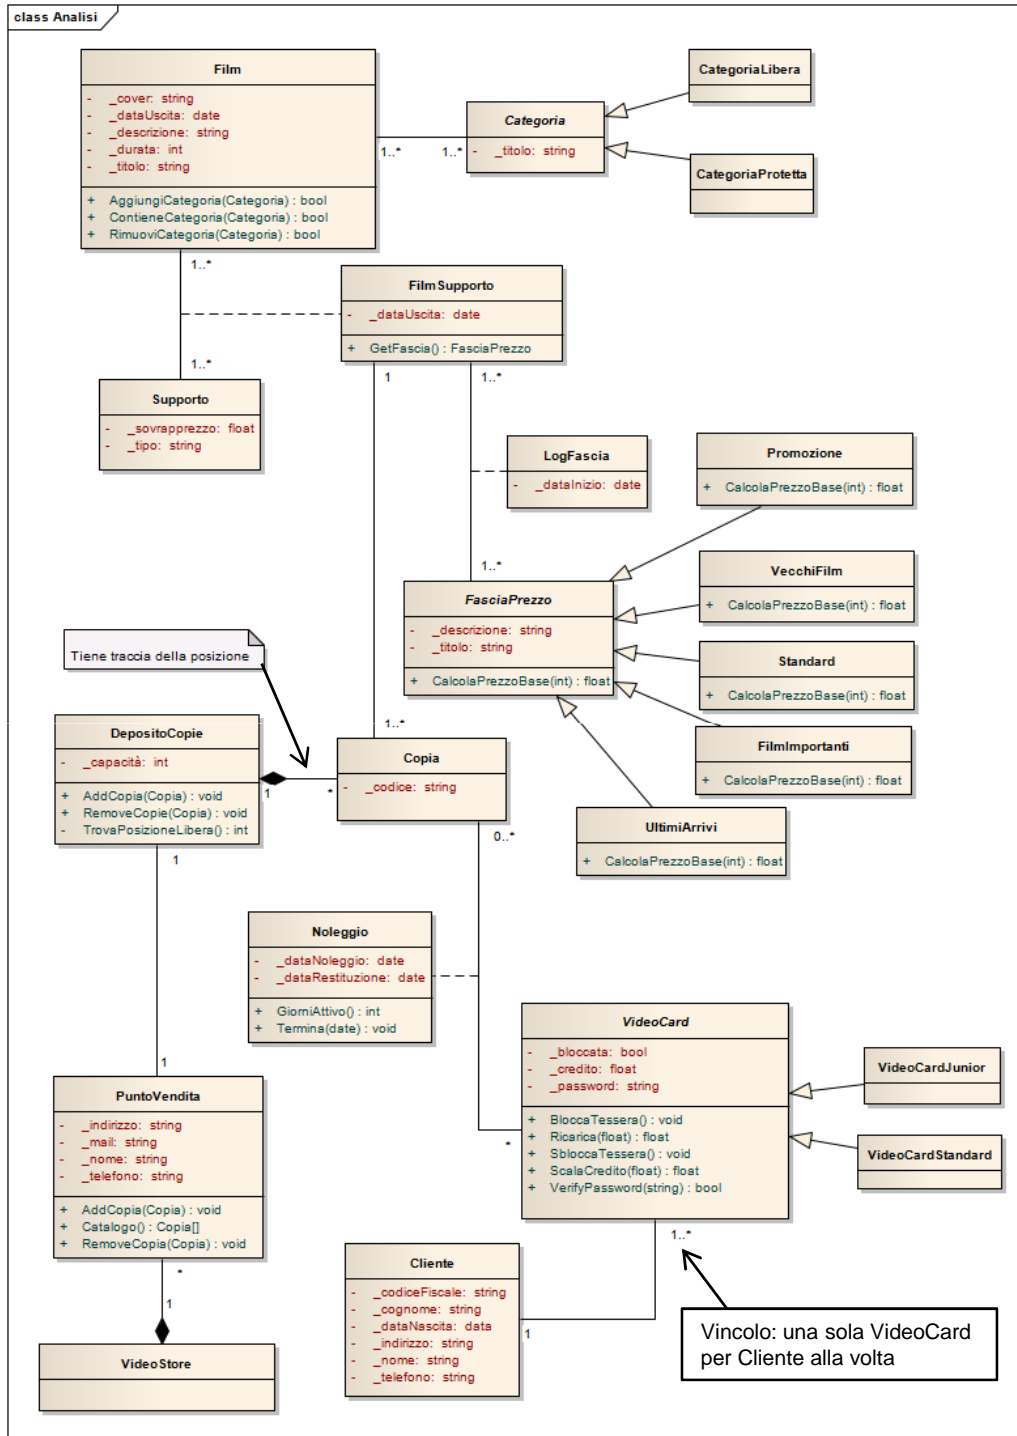 class Analisi
Film
- _cover: string
- _dataUscita: date
- _descrizione: string
- _durata: int
- _titolo: string
+ AggiungiCategoria(Categoria) : bool
+ ContieneCategoria(Categoria) : bool
+ RimuoviCategoria(Categoria) : bool
1..*
1..*
Categoria
- _titolo: string
CategoriaLibera
CategoriaProtetta
1..*
1..*
FilmSupporto
- _dataUscita: date
+ GetFascia() : FasciaPrezzo
1
1..*
Supporto
- _sovrapprezzo: float
- _tipo: string
LogFascia
- _dataInizio: date
Promozione
+ CalcolaPrezzoBase(int) : float
VecchiFilm
+ CalcolaPrezzoBase(int) : float
Standard
+ CalcolaPrezzoBase(int) : float
FilmImportanti
+ CalcolaPrezzoBase(int) : float
UltimiArrivi
+ CalcolaPrezzoBase(int) : float
1..*
FasciaPrezzo
- _descrizione: string
- _titolo: string
+ CalcolaPrezzoBase(int) : float
Tiene traccia della posizione
1..*
DepositoCopie
- _capacità: int
+ AddCopia(Copia) : void
+ RemoveCopie(Copia) : void
- TrovaPosizioneLibera() : int
1
*
Copia
- _codice: string
0..*
1
Noleggio
- _dataNoleggio: date
- _dataRestituzione: date
+ GiorniAttivo() : int
+ Termina(date) : void
VideoCard
- _bloccata: bool
- _credito: float
- _password: string
+ BloccaTessera() : void
+ Ricarica(float) : float
+ SbloccaTessera() : void
+ ScalaCredito(float) : float
+ VerifyPassword(string) : bool
*
VideoCardJunior
VideoCardStandard
1
PuntoVendita
- _indirizzo: string
- _mail: string
- _nome: string
- _telefono: string
+ AddCopia(Copia) : void
+ Catalogo() : Copia[]
+ RemoveCopia(Copia) : void
*
1
VideoStore
1..*
Cliente
- _codiceFiscale: string
- _cognome: string
- _dataNascita: data
- _indirizzo: string
- _nome: string
- _telefono: string
1
Vincolo: una sola VideoCard
per Cliente alla volta